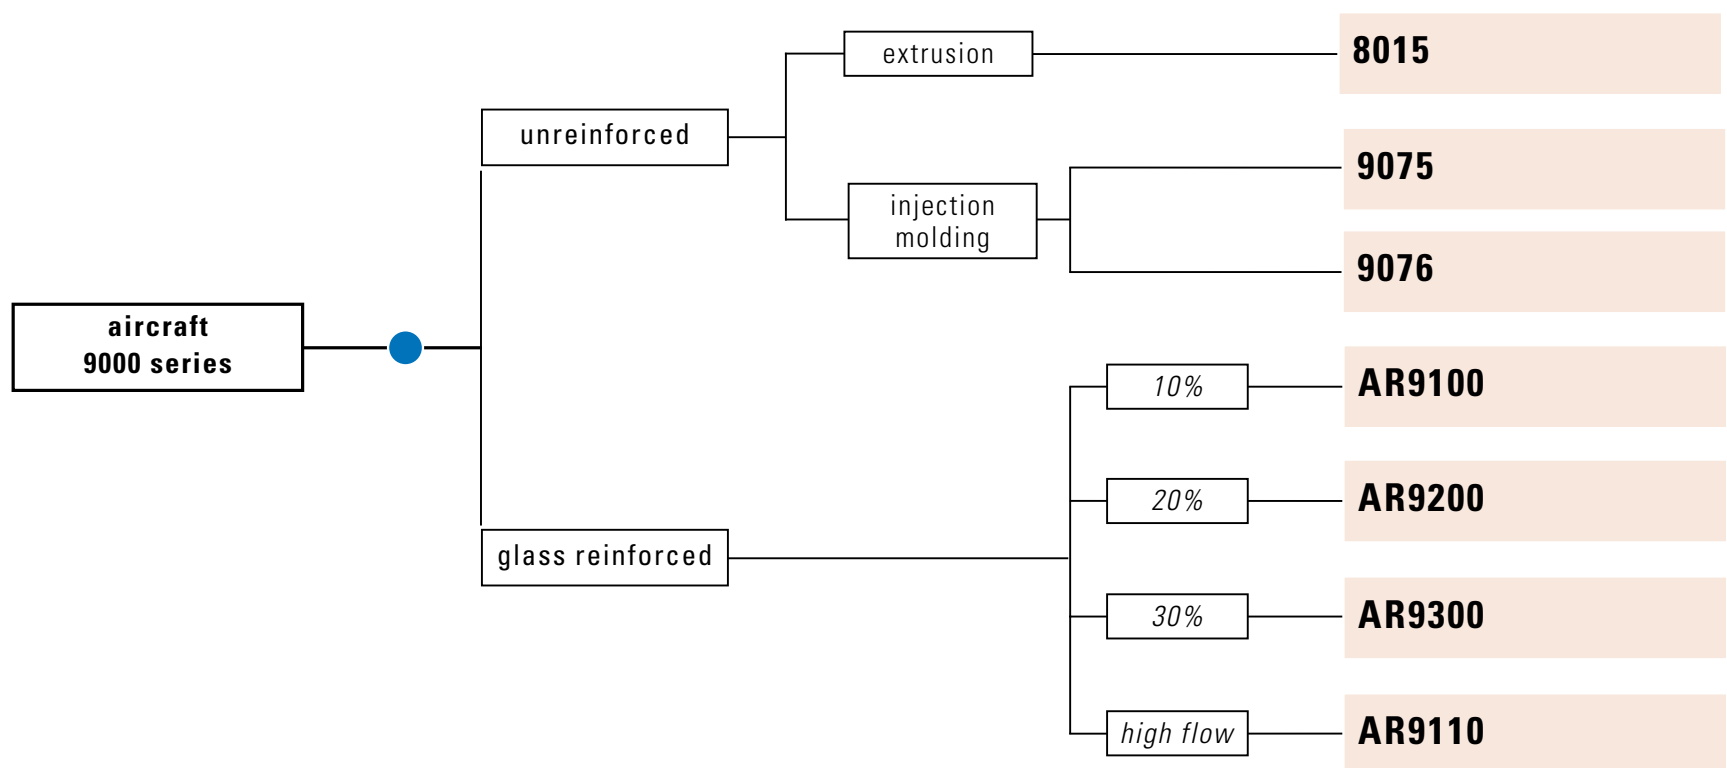 extrusion
8015
unreinforced
9075
injection
molding
9076
aircraft
9000 series
10%
AR9100
20%
AR9200
glass reinforced
30%
AR9300
high flow
AR9110